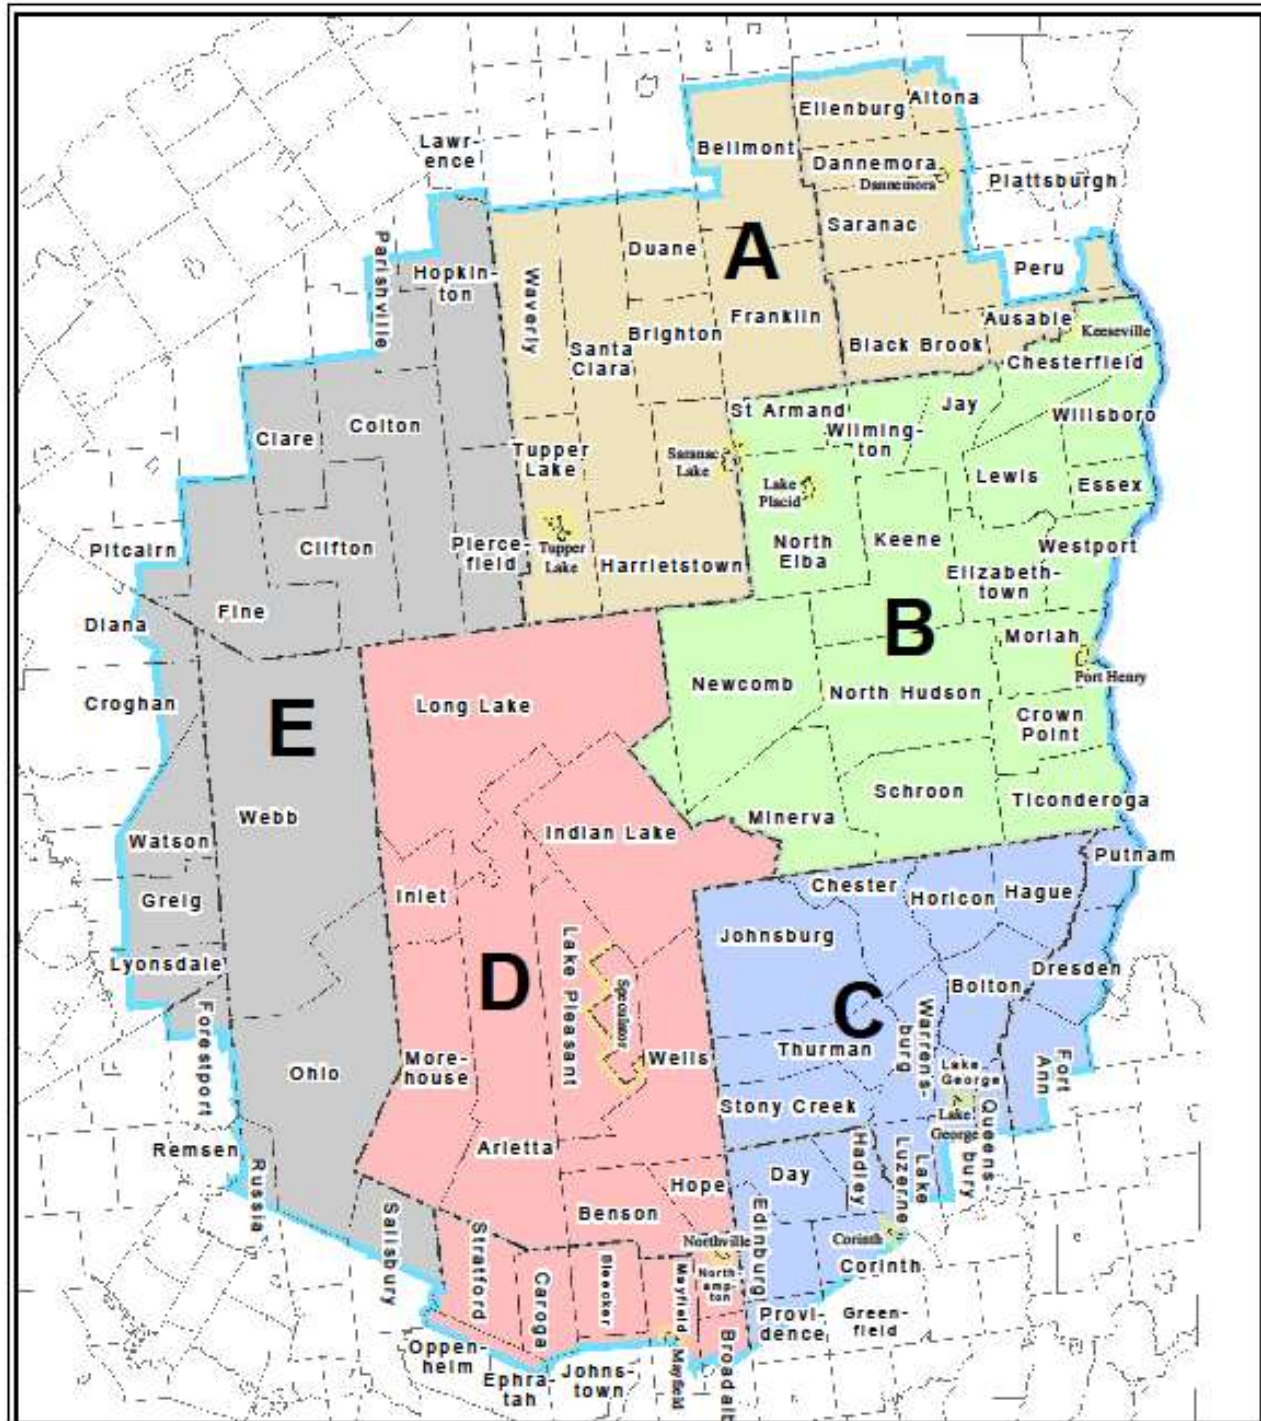 Ellenburg
Altona
Lawr-
ence
Bellmont
Dannemora
Dannemora
Plattsburgh
Saranac
Parishville
Hopkin-
ton
Waverly
Duane
A
Peru
Santa
Clara
Brighton
Franklin
Black Brook
Ausable
Keeseville
Chesterfield
Clare
Colton
St Armand
Wilming-
ton
Jay
Willsboro
Tupper
Lake
Saranac
Lake
Lake
Placid
Lewis
Essex
Pitcairn
Clifton
Pierce-
field
Tupper
Lake
Harrietstown
North
Elba
Keene
Westport
Elizabeth-
town
Diana
Fine
B
Moriah
Port Henry
Croghan
E
Long Lake
Newcomb
North Hudson
Crown
Point
Webb
Watson
Indian Lake
Minerva
Schroon
Ticonderoga
Putnam
Greig
Inlet
Chester
Horicon
Hague
Lyonsdale
D
Lake Pleasant
Speculator
Johnsburg
C
Bolton
Dresden
Forestport
Ohio
More-
house
Wells
Thurman
Warrens-
burg
Lake
George
Lake
George
Fort
Ann
Stony Creek
Queens
bury
Remsen
Russia
Arietta
Hope
Day
Hadley
Lake
Luzerne
Salisbury
Stratford
Benson
Northville
Edinburg
Corinth
Corinth
Caroga
Bleecker
Mayfield
North-
amp-
ton
Provi-
dence
Green-
field
Oppen-
heim
Ephra-
tah
Johns-
town
Mayfield
Broadalb